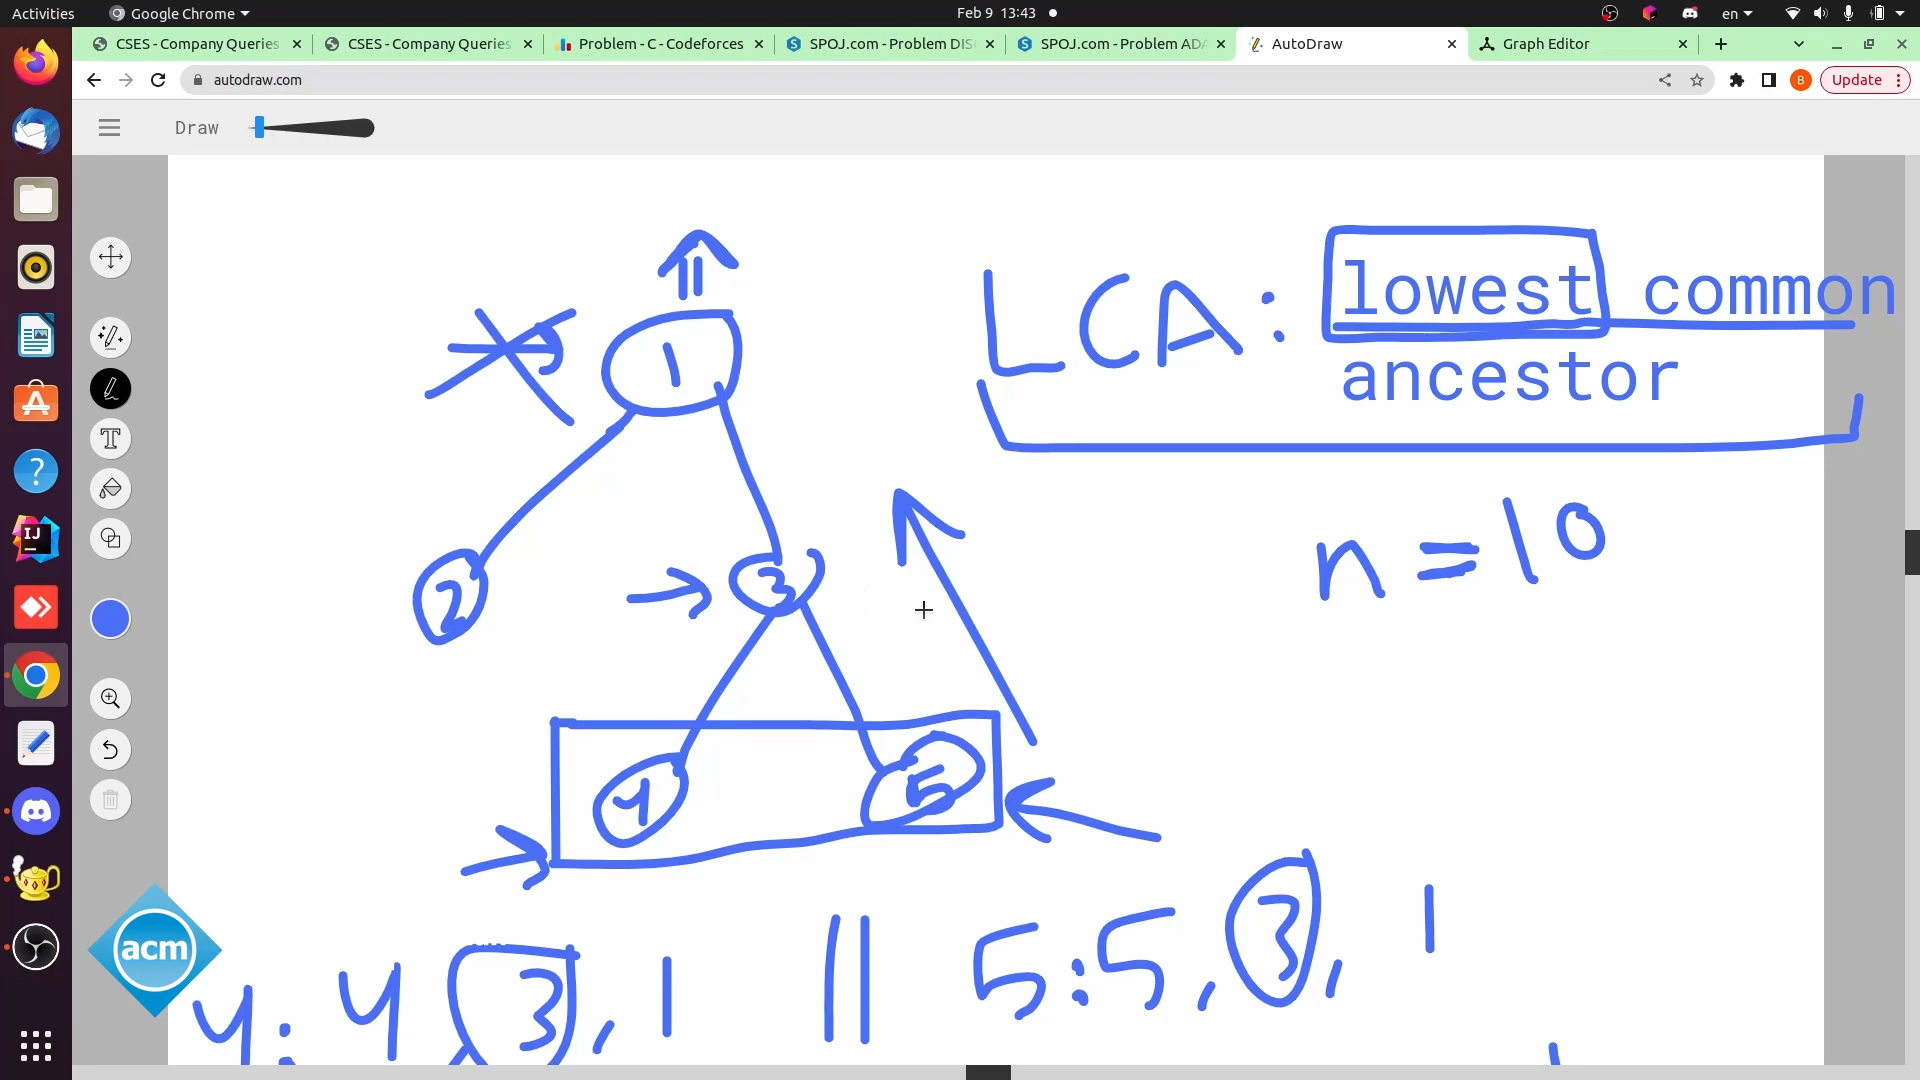 Activities
Google Chrome
Feb 9 13:43
en
CSES - Company Queries
CSES - Company Queries
Problem - C - Codeforces
SPOJ.com - Problem DIS
SPOJ.com - Problem ADA
AutoDraw
Graph Editor
autodraw.com
B
Update
Draw
LCA: lowest common
ancestor
1
n = 10
2
3
4
5
4: 4, 3, 1 || 5: 5, 3, 1
acm
IJ